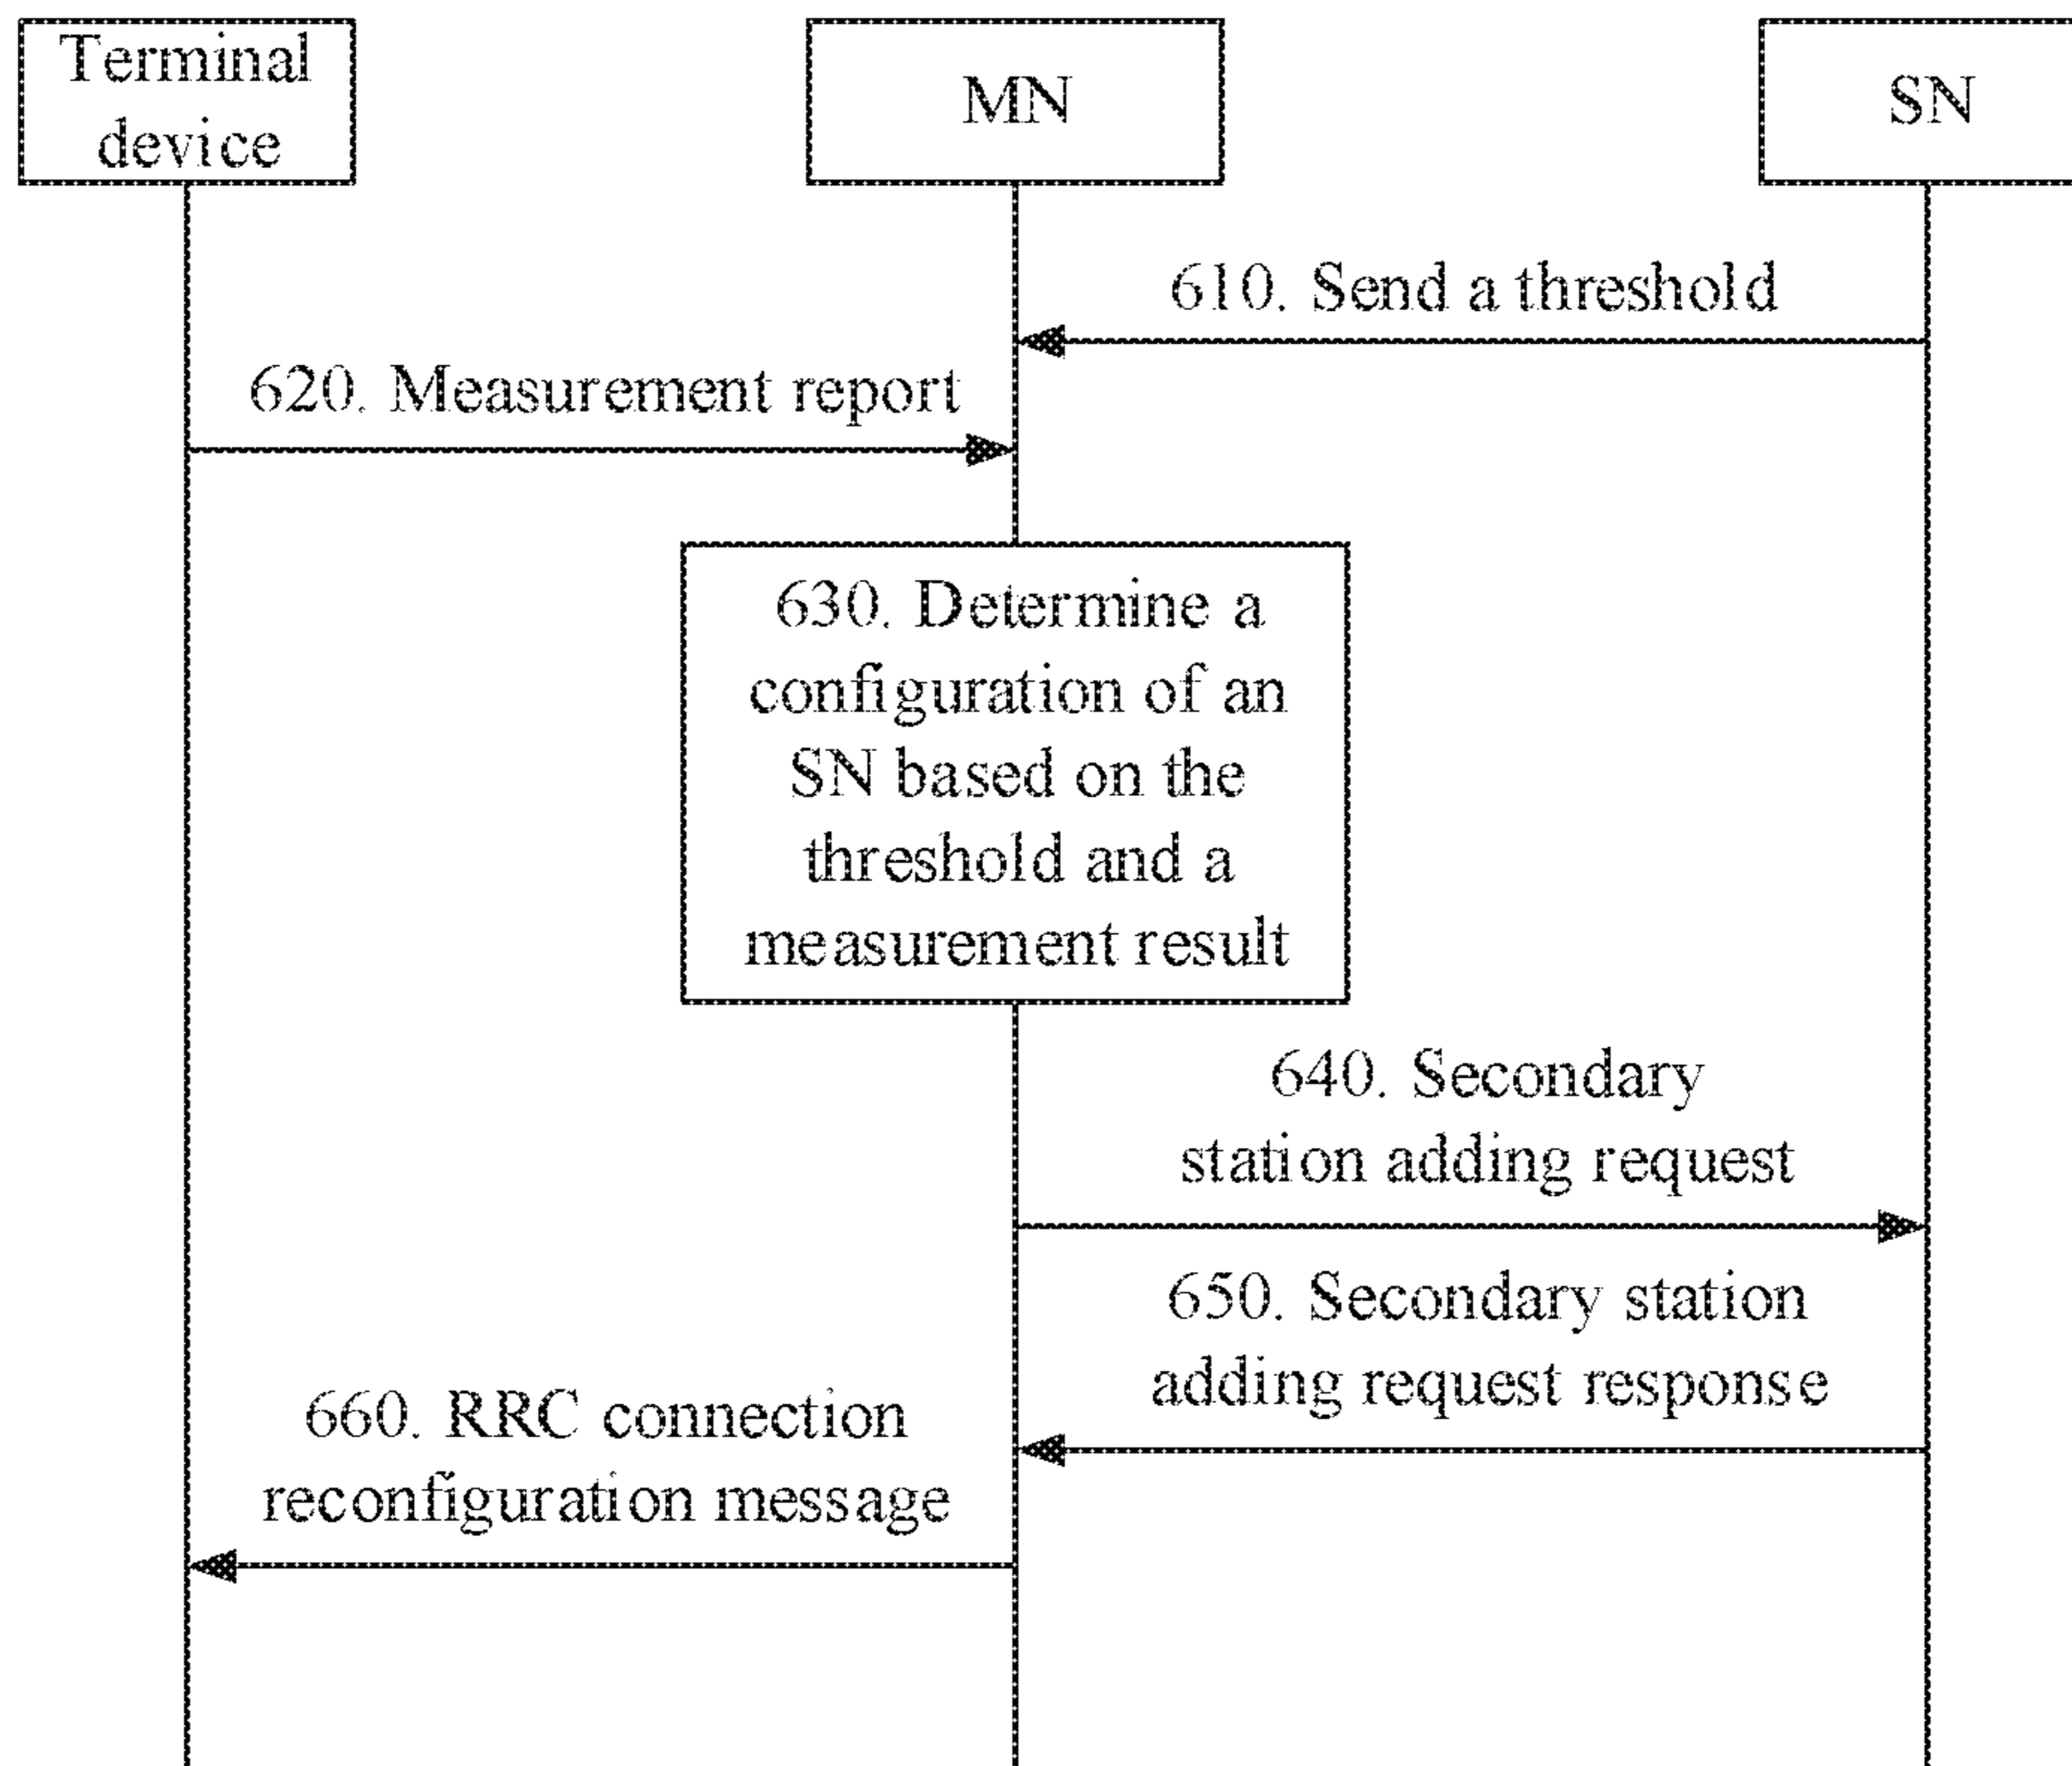 Terminal
device
MN
SN
610. Send a threshold
620. Measurement report
630. Determine a
configuration of an
SN based on the
threshold and a
measurement result
640. Secondary
station adding request
650. Secondary station
adding request response
660. RRC connection
reconfiguration message